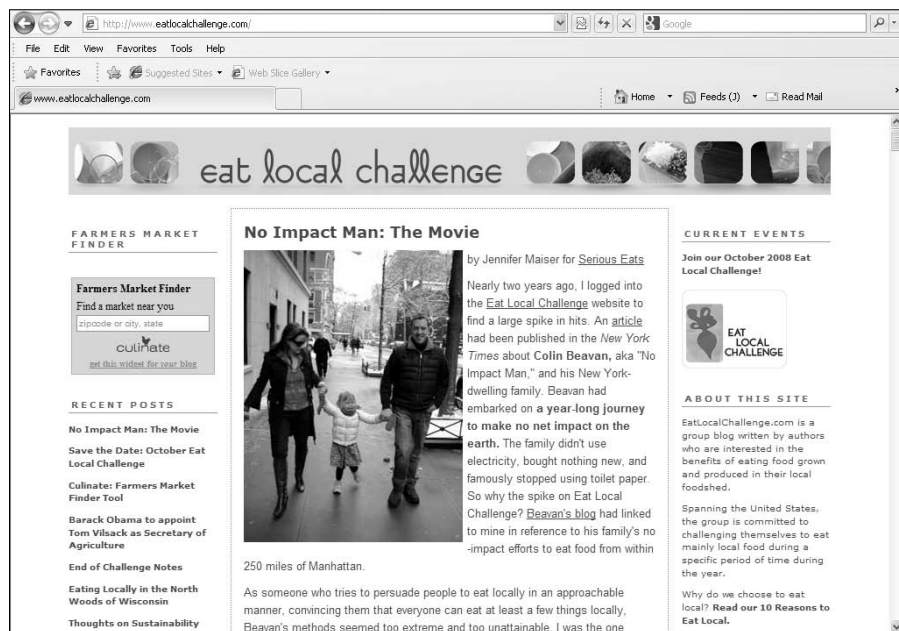 http://www.eatlocalchallenge.com/
Google
File Edit View Favorites Tools Help
Favorites Suggested Sites Web Slice Gallery
www.eatlocalchallenge.com
Home Feeds (J) Read Mail
eat local challenge
FARMERS MARKET
FINDER
Farmers Market Finder
Find a market near you
zipcode or city, state
culinate
get this widget for your blog
RECENT POSTS
No Impact Man: The Movie
Save the Date: October Eat
Local Challenge
Culinate: Farmers Market
Finder Tool
Barack Obama to appoint
Tom Vilsack as Secretary of
Agriculture
End of Challenge Notes
Eating Locally in the North
Woods of Wisconsin
Thoughts on Sustainability
No Impact Man: The Movie
by Jennifer Maiser for Serious Eats
Nearly two years ago, I logged into
the Eat Local Challenge website to
find a large spike in hits. An article
had been published in the New York
Times about Colin Beavan, aka "No
Impact Man," and his New York-
dwelling family. Beavan had
embarked on a year-long journey
to make no net impact on the
earth. The family didn't use
electricity, bought nothing new, and
famously stopped using toilet paper.
So why the spike on Eat Local
Challenge? Beavan's blog had linked
to mine in reference to his family's no
-impact efforts to eat food from within
250 miles of Manhattan.
As someone who tries to persuade people to eat locally in an approachable
manner, convincing them that everyone can eat at least a few things locally,
Beavan's methods seemed too extreme and too unattainable. I was the one
CURRENT EVENTS
Join our October 2008 Eat
Local Challenge!
EAT
LOCAL
CHALLENGE
ABOUT THIS SITE
EatLocalChallenge.com is a
group blog written by authors
who are interested in the
benefits of eating food grown
and produced in their local
foodshed.
Spanning the United States,
the group is committed to
challenging themselves to eat
mainly local food during a
specific period of time during
the year.
Why do we choose to eat
local? Read our 10 Reasons to
Eat Local.